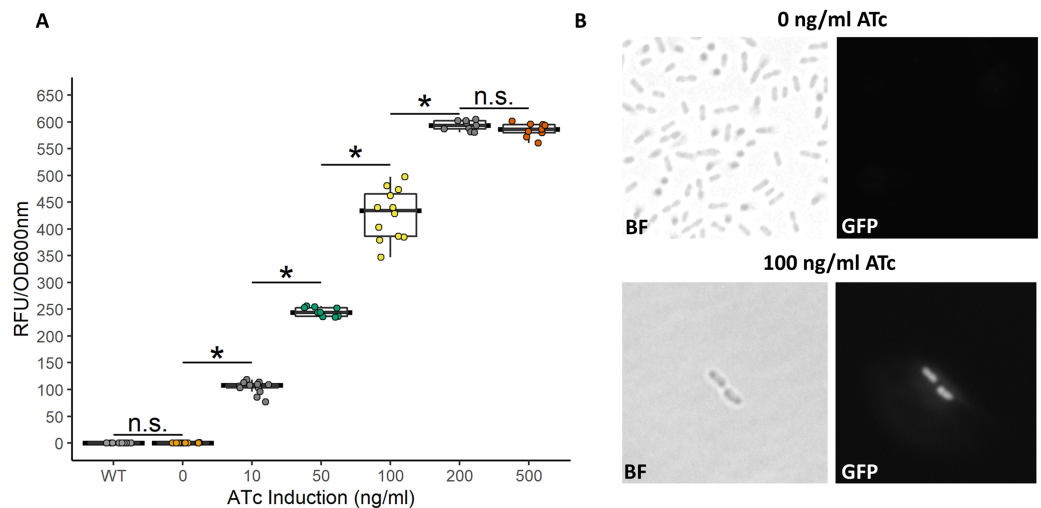 A
RFU/OD600nm
650
600
550
500
450
400
350
300
250
200
150
100
50
0
n.s.
*
*
*
*
n.s.
WT 0 10 50 100 200 500
ATc Induction (ng/ml)
B
0 ng/ml ATc
BF
GFP
100 ng/ml ATc
BF
GFP